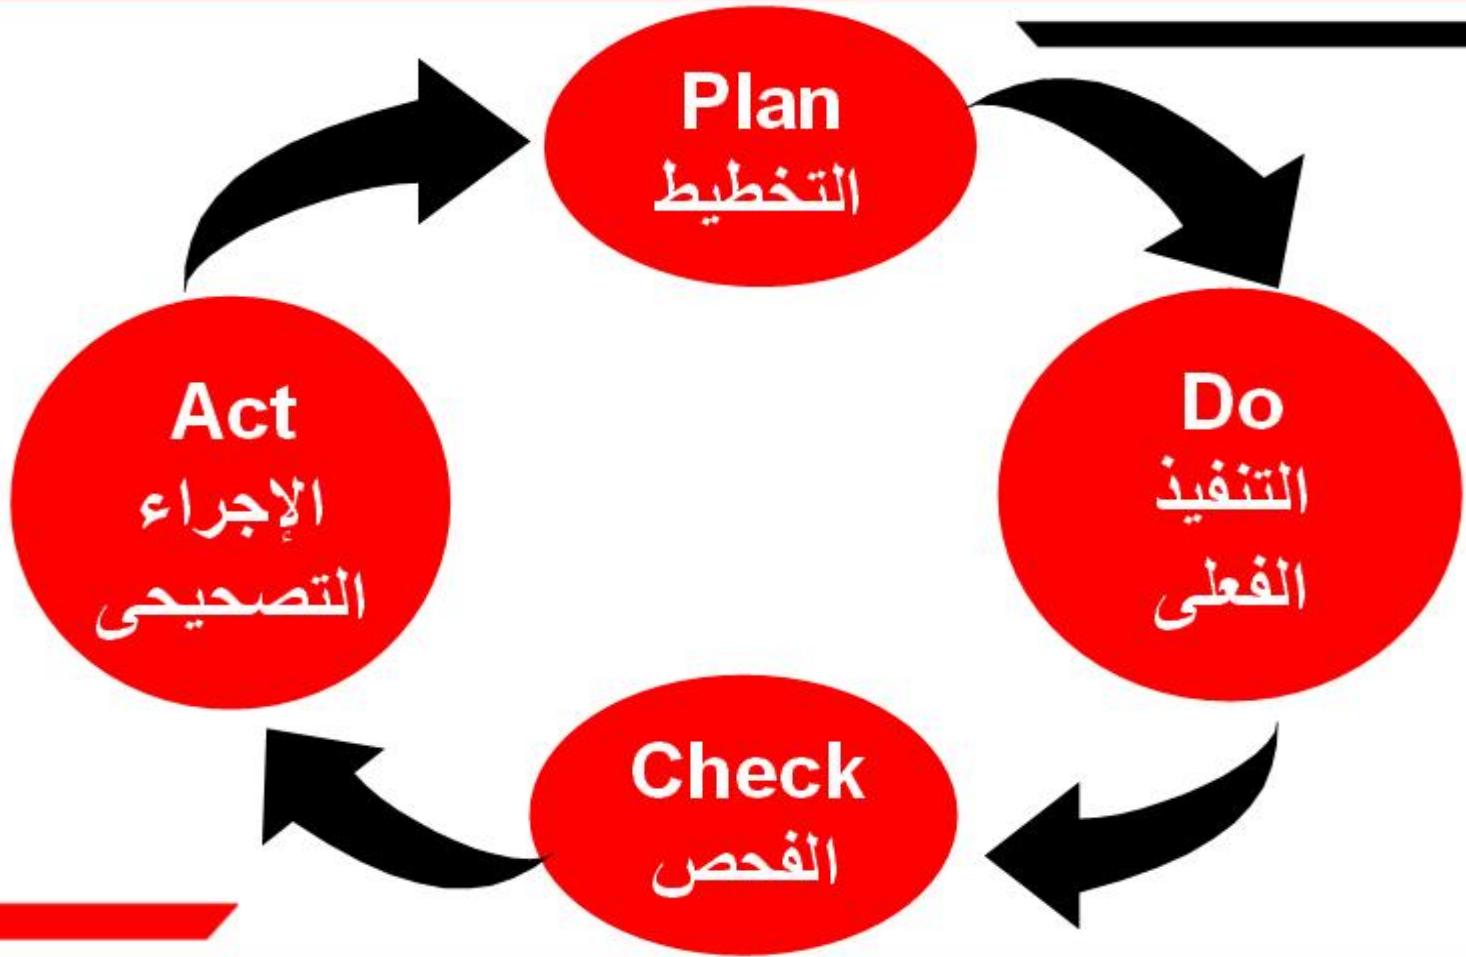 Plan
التخطيط
Do
التنفيذ
الفعلى
Check
الفحص
Act
الإجراء
التصحيحى